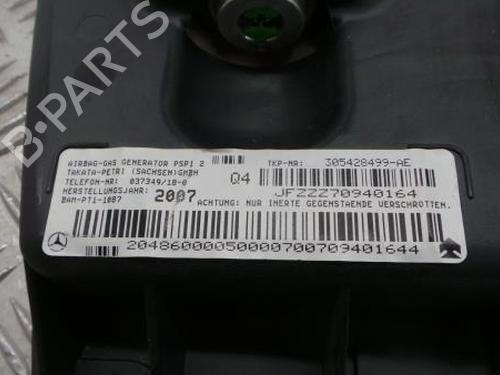 B-PARTS
AIRBAG-GAS GENERATOR PSPI 2
TAKATA-PETRI (SACHSEN)GMBH
TELEFON-NR: 037349/18-0
HERSTELLUNGSJAHR: 2007
BAM-PT1-1087
TKP-NR: 305428499-AE
Q4
JFZZZ70940164
ACHTUNG: NUR INERTE GEGENSTAENDE VERSCHROTTEN.
20486000050000700709401644